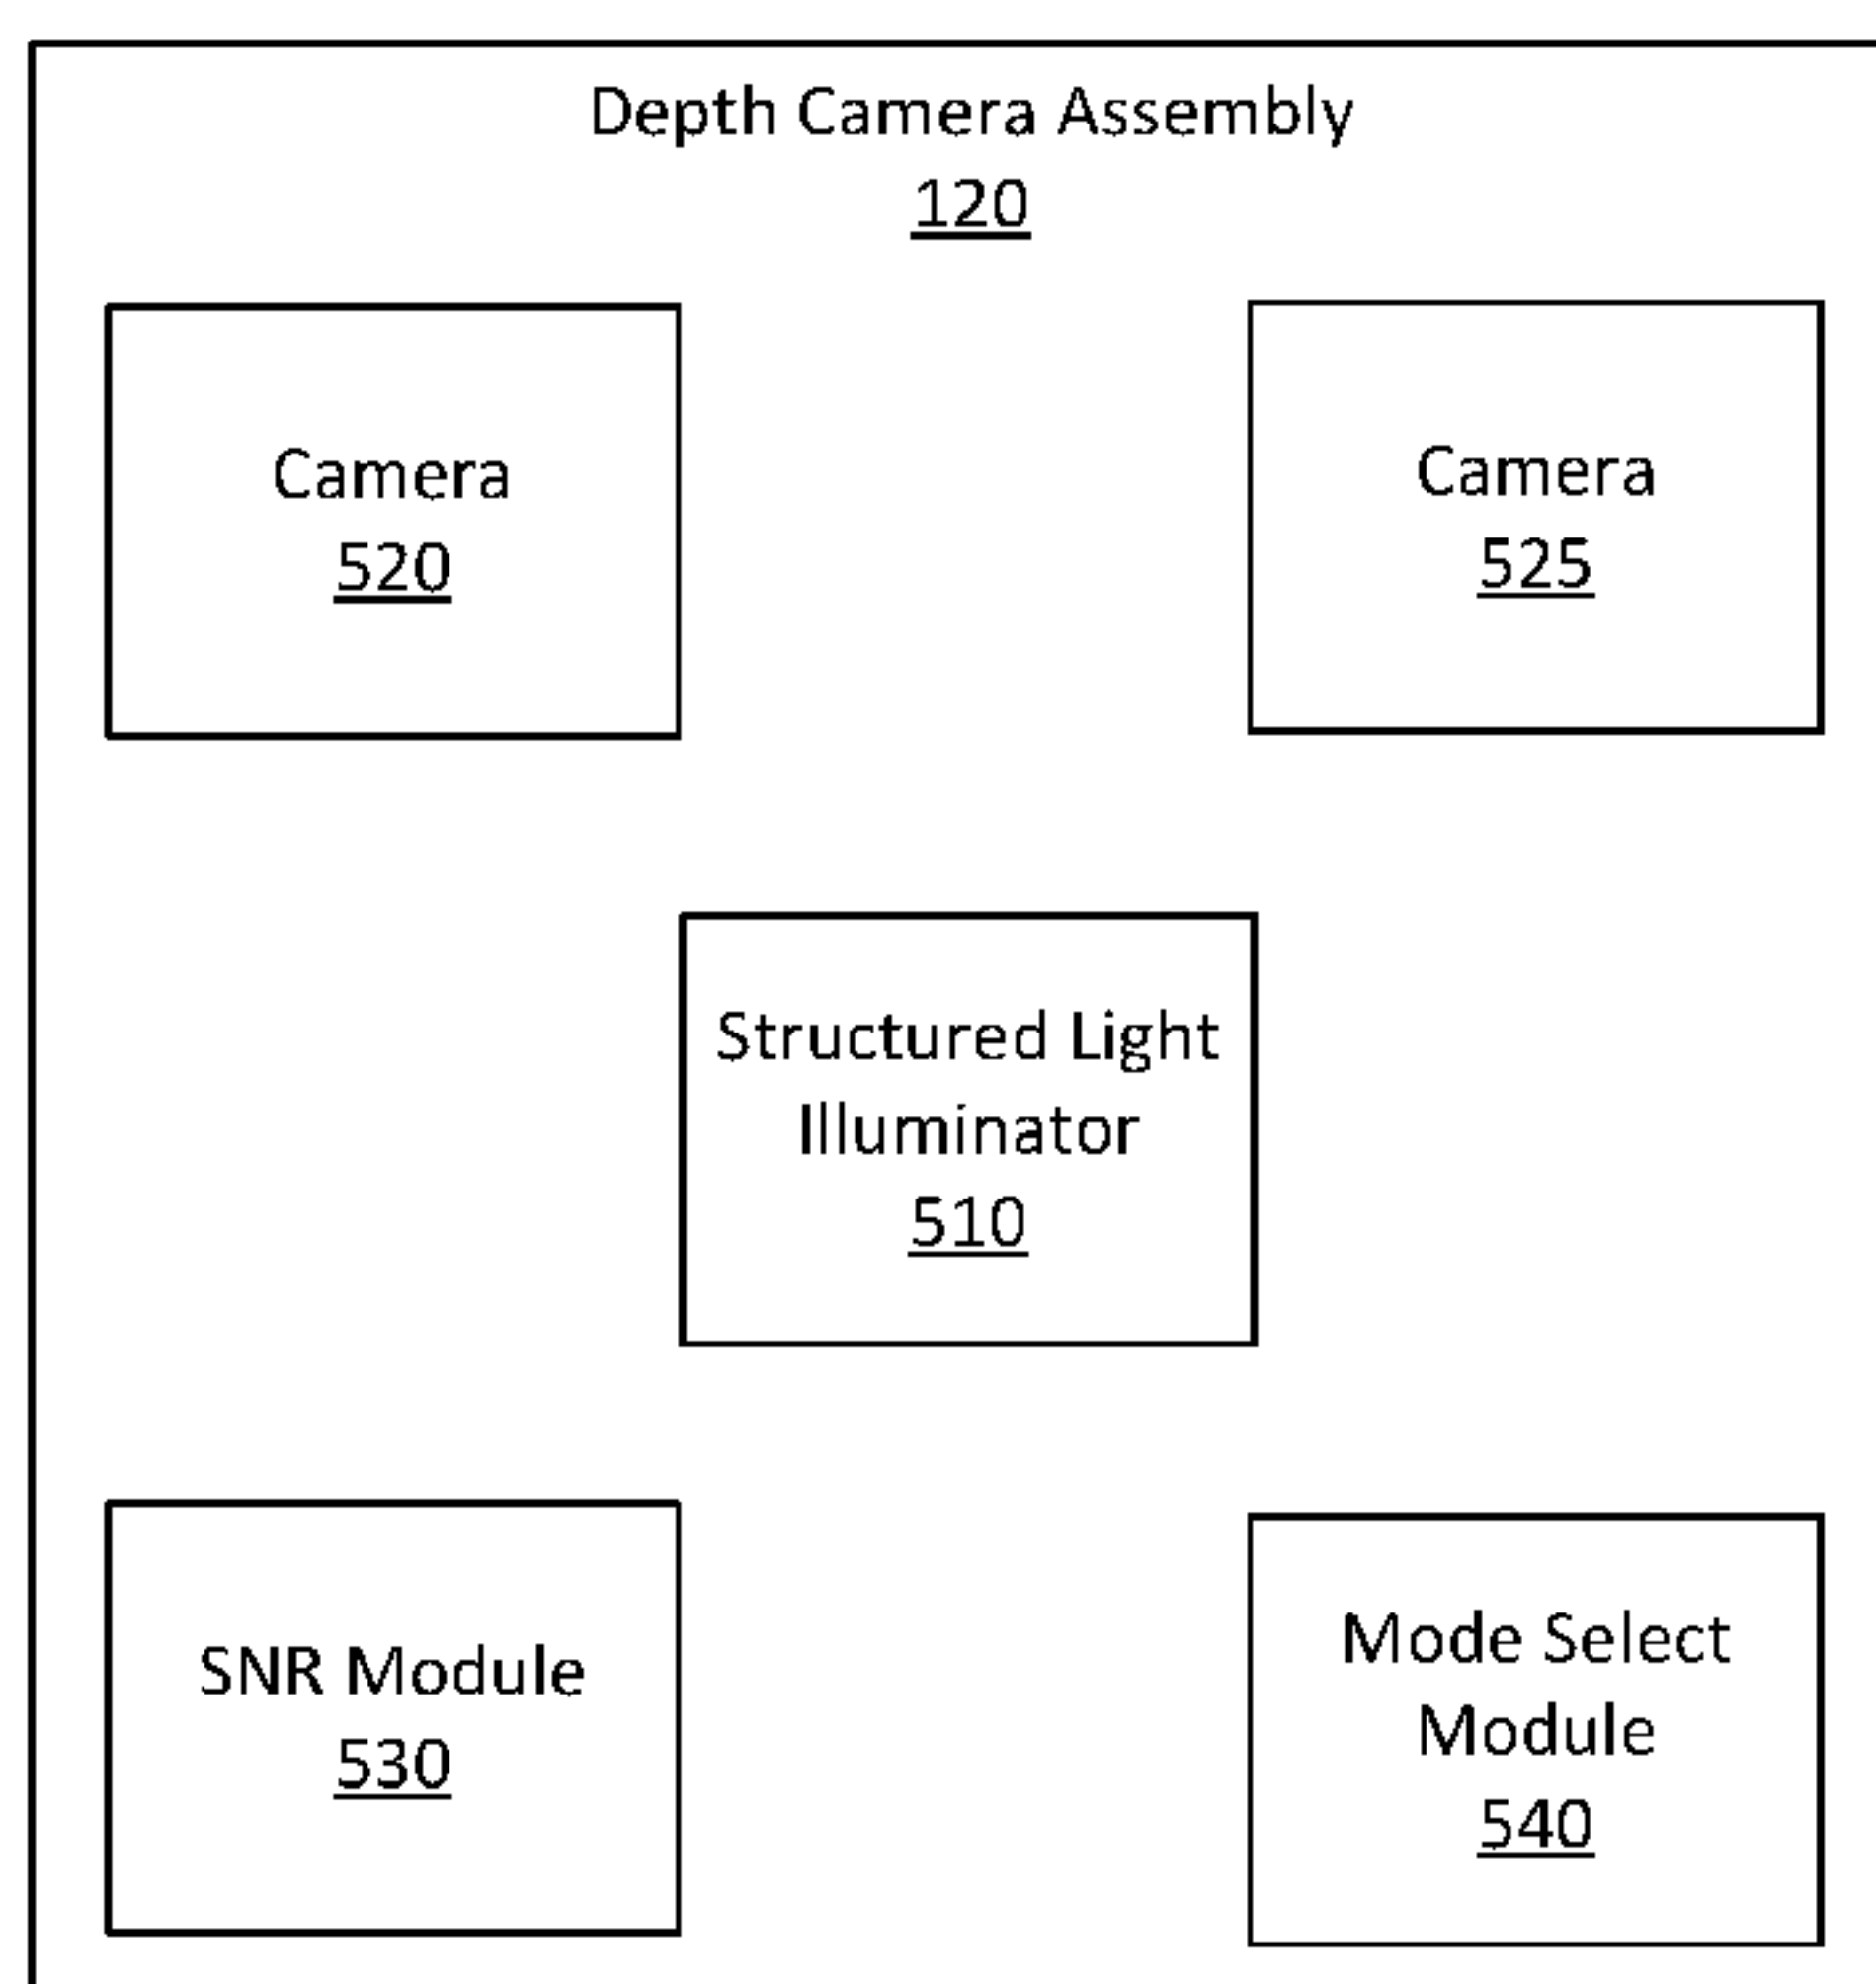 Depth Camera Assembly
120
Camera
520
Camera
525
Structured Light
Illuminator
510
SNR Module
530
Mode Select
Module
540